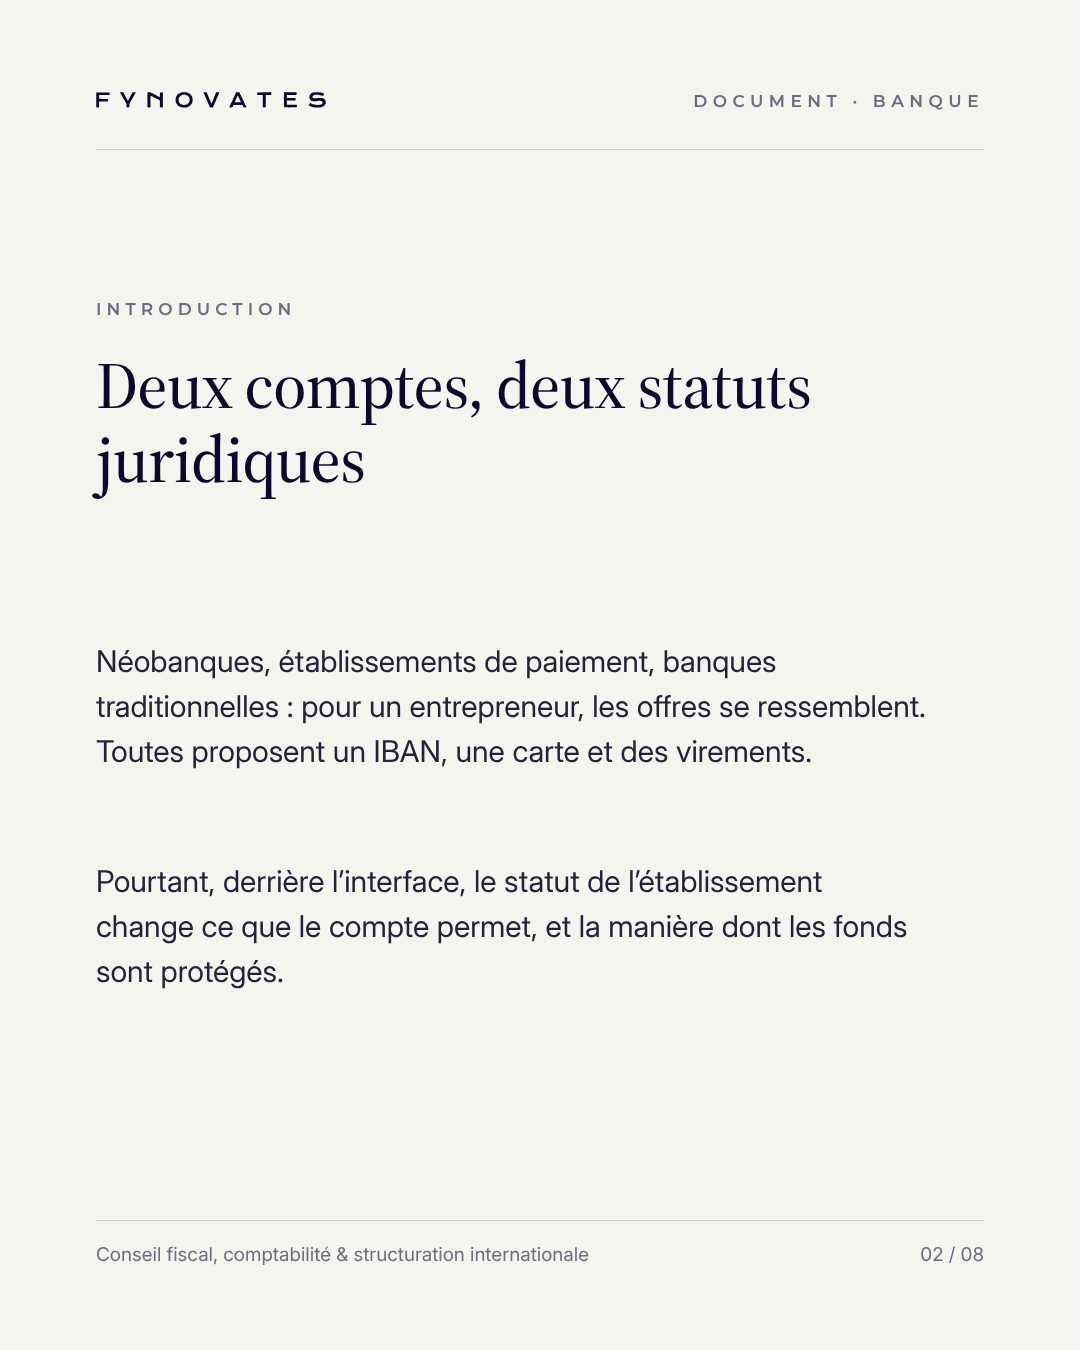 FYNOVATES
DOCUMENT · BANQUE
INTRODUCTION
Deux comptes, deux statuts
juridiques
Néobanques, établissements de paiement, banques
traditionnelles : pour un entrepreneur, les offres se ressemblent.
Toutes proposent un IBAN, une carte et des virements.
Pourtant, derrière l’interface, le statut de l’établissement
change ce que le compte permet, et la manière dont les fonds
sont protégés.
Conseil fiscal, comptabilité & structuration internationale
02 / 08